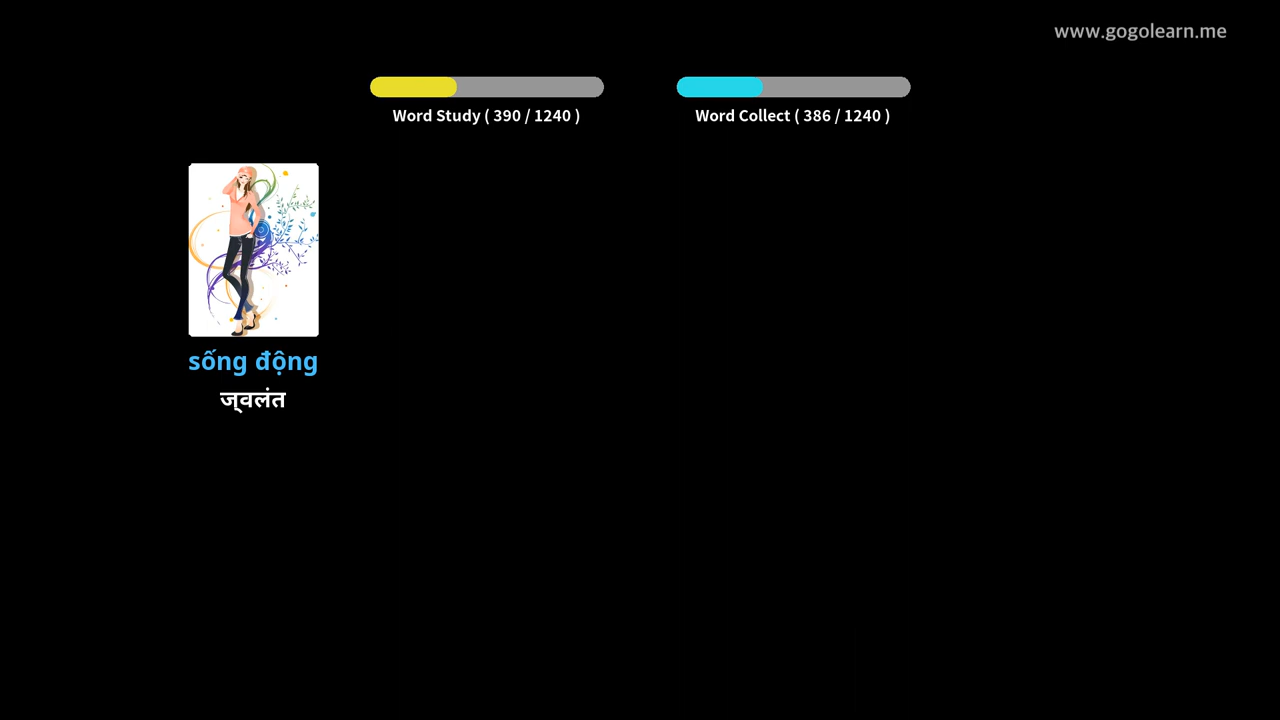 www.gogolearn.me
Word Study ( 390 / 1240 )
Word Collect ( 386 / 1240 )
sống động
ज्वलंत